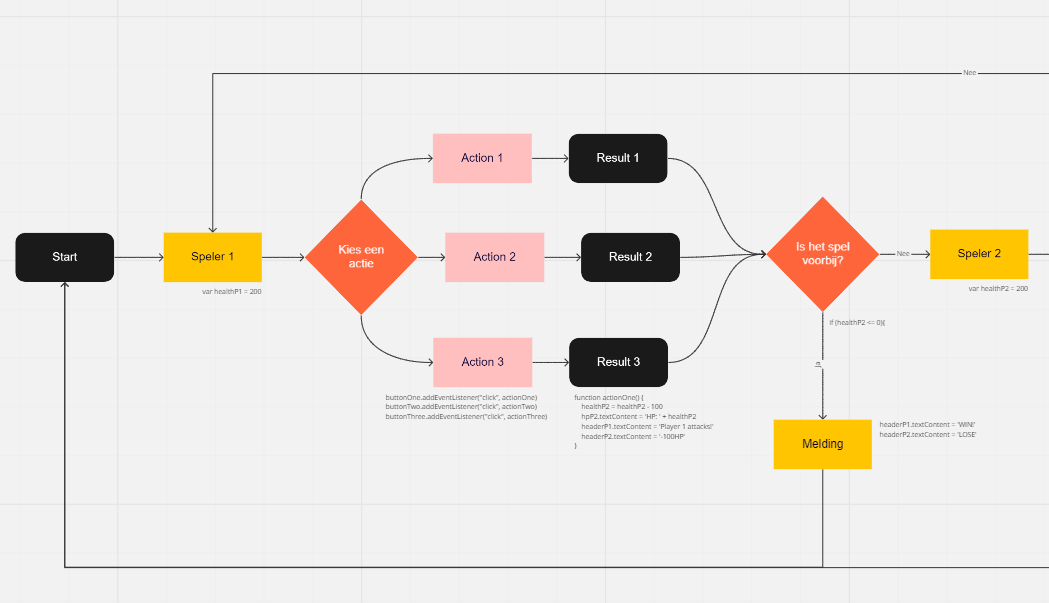 Nee
Action 1
Result 1
Start
Speler 1
var healthP1 = 200
Kies een
actie
Action 2
Result 2
Is het spel
voorbij?
Nee
Speler 2
var healthP2 = 200
if (healthP2 <= 0){
ja
Action 3
Result 3
buttonOne.addEventListener("click", actionOne)
buttonTwo.addEventListener("click", actionTwo)
buttonThree.addEventListener("click", actionThree)
function actionOne() {
healthP2 = healthP2 - 100
hpP2.textContent = 'HP: ' + healthP2
headerP1.textContent = 'Player 1 attacks!'
headerP2.textContent = '-100HP'
}
Melding
headerP1.textContent = 'WIN!'
headerP2.textContent = 'LOSE'